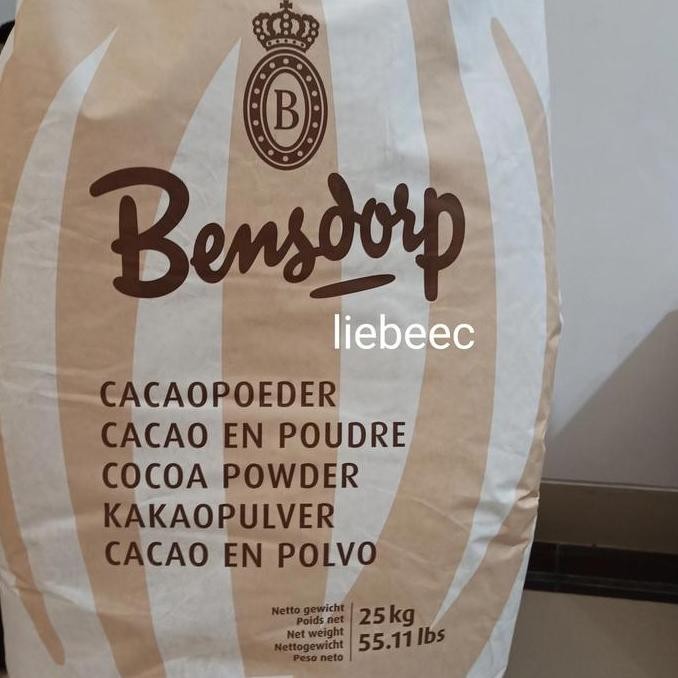 B
Bensdorp
liebeec
CACAOPOEDER
CACAO EN POUDRE
COCOA POWDER
KAKAOPULVER
CACAO EN POLVO
Netto gewicht
Poids net
Net weight
Nettogewicht
Peso neto
25 kg
55.11 lbs